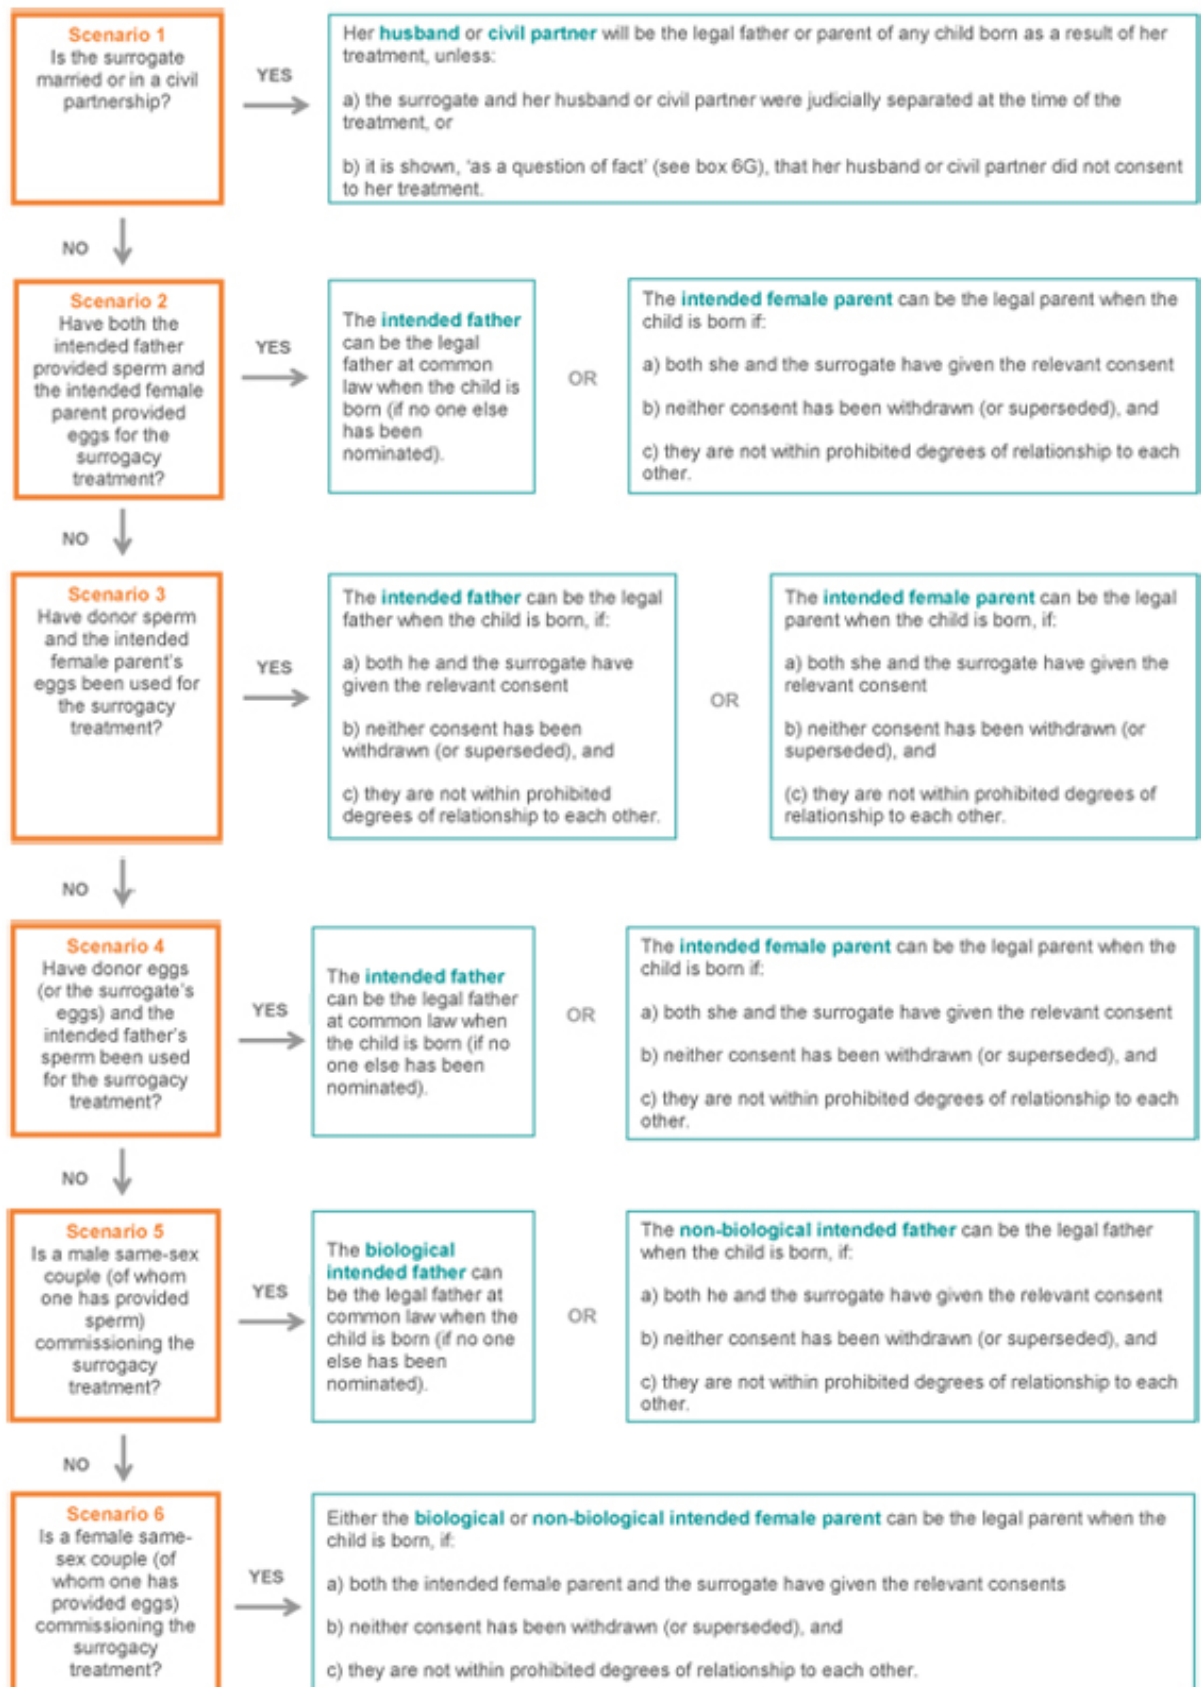 Scenario 1
Is the surrogate
married or in a civil
partnership?
YES
Her husband or civil partner will be the legal father or parent of any child born as a result of her
treatment, unless:
a) the surrogate and her husband or civil partner were judicially separated at the time of the
treatment, or
b) it is shown, 'as a question of fact' (see box 6G), that her husband or civil partner did not consent
to her treatment.
NO
Scenario 2
Have both the
intended father
provided sperm and
the intended female
parent provided
eggs for the
surrogacy
treatment?
YES
The intended father
can be the legal
father at common
law when the child is
born (if no one else
has been
nominated).
OR
The intended female parent can be the legal parent when the
child is born if:
a) both she and the surrogate have given the relevant consent
b) neither consent has been withdrawn (or superseded), and
c) they are not within prohibited degrees of relationship to each
other.
NO
Scenario 3
Have donor sperm
and the intended
female parent's
eggs been used for
the surrogacy
treatment?
YES
The intended father can be the legal
father when the child is born, if:
a) both he and the surrogate have
given the relevant consent
b) neither consent has been
withdrawn (or superseded), and
c) they are not within prohibited
degrees of relationship to each other.
OR
The intended female parent can be the legal
parent when the child is born, if:
a) both she and the surrogate have given the
relevant consent
b) neither consent has been withdrawn (or
superseded), and
(c) they are not within prohibited degrees of
relationship to each other.
NO
Scenario 4
Have donor eggs
(or the surrogate's
eggs) and the
intended father's
sperm been used
for the surrogacy
treatment?
YES
The intended father
can be the legal father
at common law when
the child is born (if no
one else has been
nominated).
OR
The intended female parent can be the legal parent when the
child is born if:
a) both she and the surrogate have given the relevant consent
b) neither consent has been withdrawn (or superseded), and
c) they are not within prohibited degrees of relationship to each
other.
NO
Scenario 5
Is a male same-sex
couple (of whom
one has provided
sperm)
commissioning the
surrogacy
treatment?
YES
The biological
intended father can
be the legal father at
common law when the
child is born (if no one
else has been
nominated).
OR
The non-biological intended father can be the legal father
when the child is born, if:
a) both he and the surrogate have given the relevant consent
b) neither consent has been withdrawn (or superseded), and
c) they are not within prohibited degrees of relationship to each
other.
NO
Scenario 6
Is a female same-
sex couple (of
whom one has
provided eggs)
commissioning the
surrogacy
treatment?
YES
Either the biological or non-biological intended female parent can be the legal parent when the
child is born, if:
a) both the intended female parent and the surrogate have given the relevant consents
b) neither consent has been withdrawn (or superseded), and
c) they are not within prohibited degrees of relationship to each other.